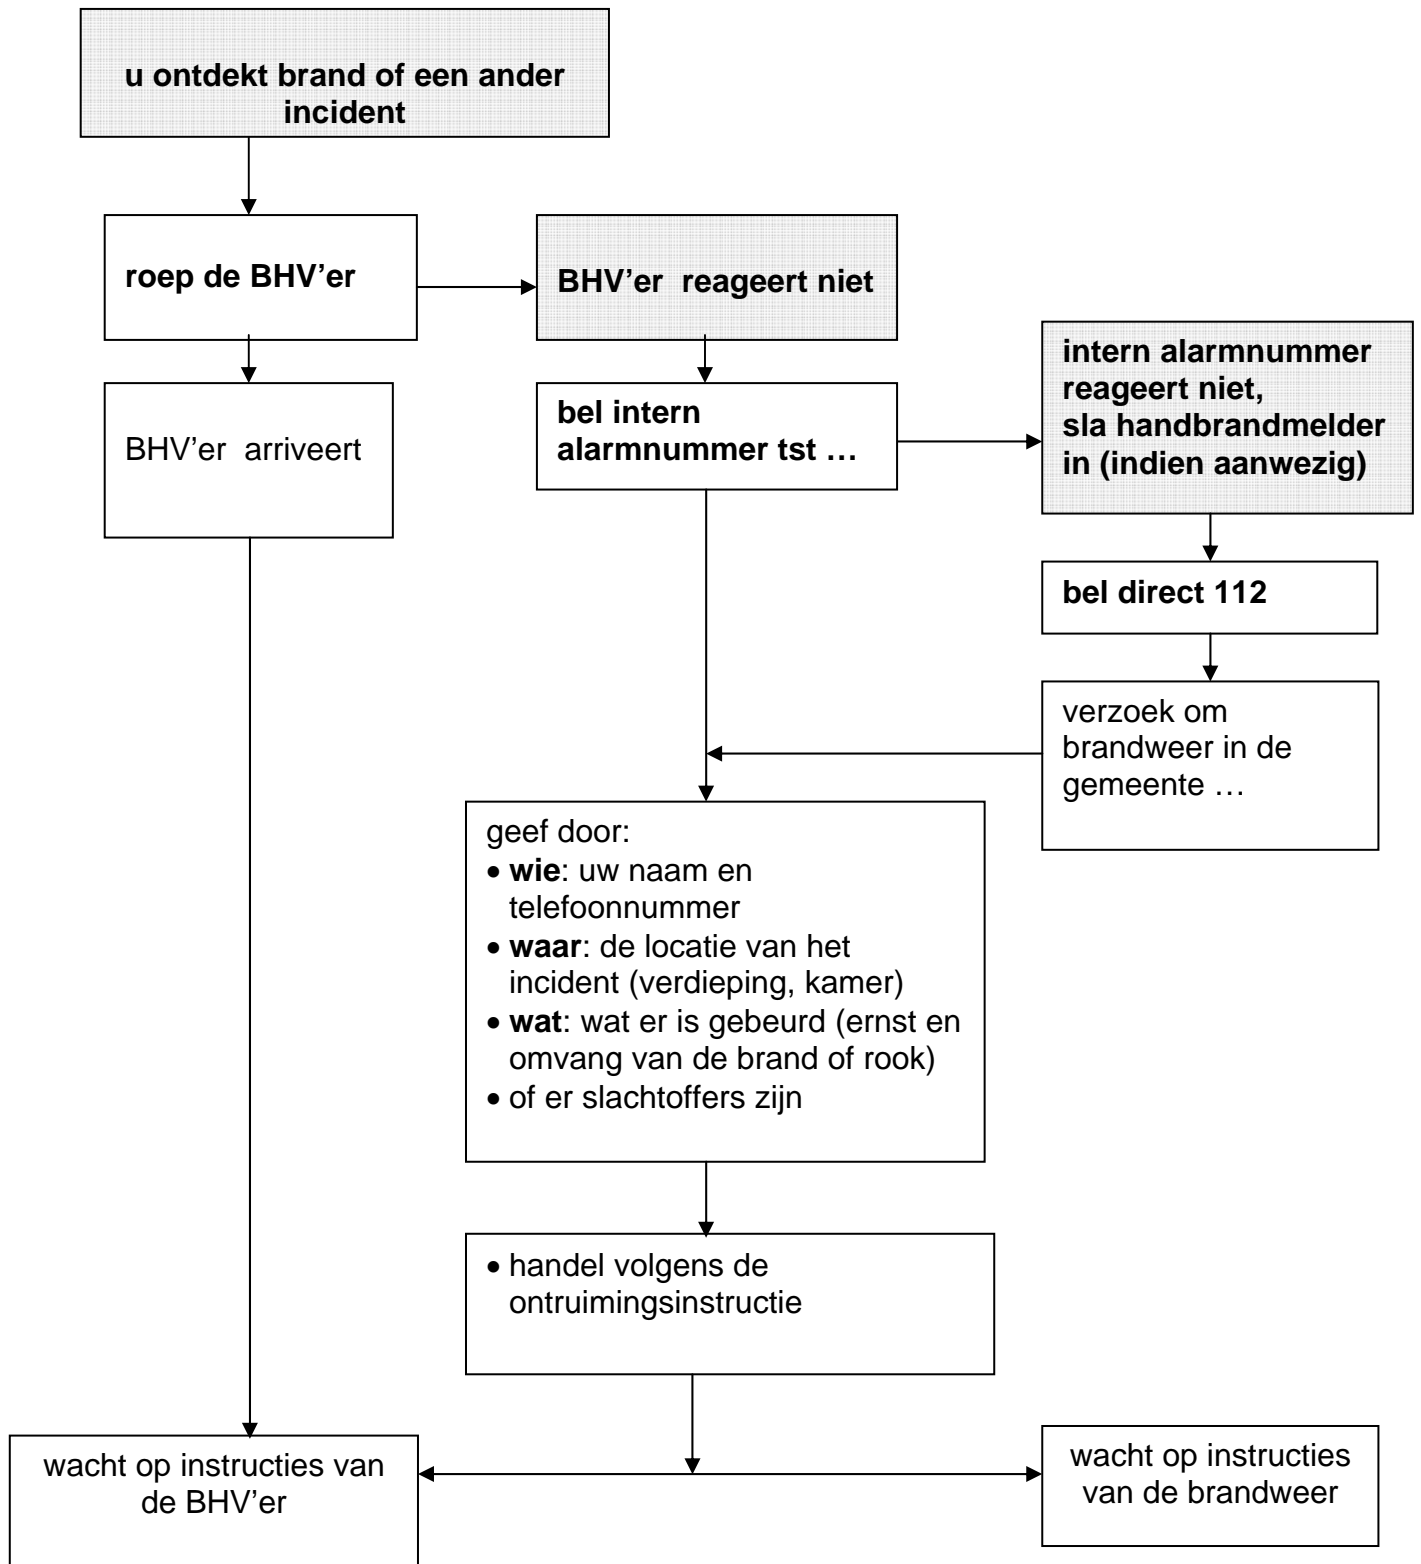 u ontdekt brand of een ander
incident
roep de BHV’er
BHV’er  reageert niet
BHV’er  arriveert
bel intern
alarmnummer tst …
intern alarmnummer
reageert niet,
sla handbrandmelder
in (indien aanwezig)
bel direct 112
verzoek om
brandweer in de
gemeente …
geef door:
• wie: uw naam en
telefoonnummer
• waar: de locatie van het
incident (verdieping, kamer)
• wat: wat er is gebeurd (ernst en
omvang van de brand of rook)
• of er slachtoffers zijn
• handel volgens de
ontruimingsinstructie
wacht op instructies van
de BHV’er
wacht op instructies
van de brandweer